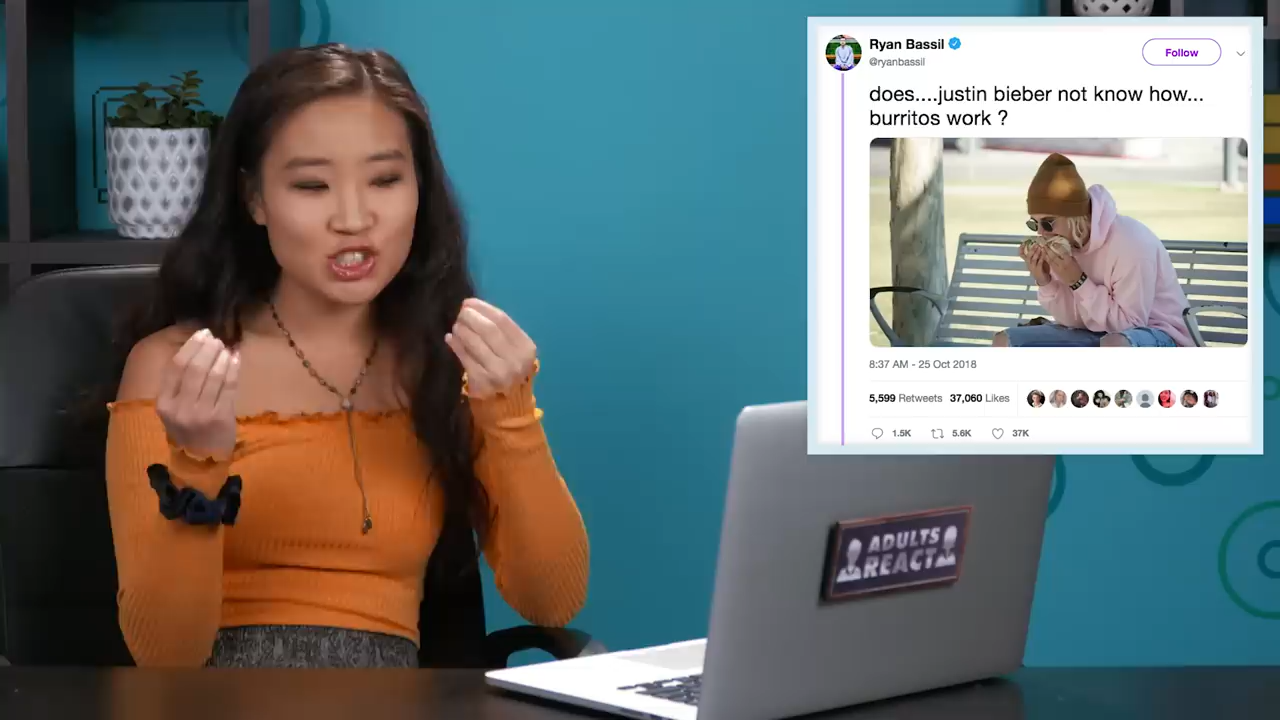 Ryan Bassil
@ryanbassil
Follow
does....justin bieber not know how...
burritos work ?
8:37 AM - 25 Oct 2018
5,599 Retweets 37,060 Likes
1.5K 5.6K 37K
ADULTS
REACT